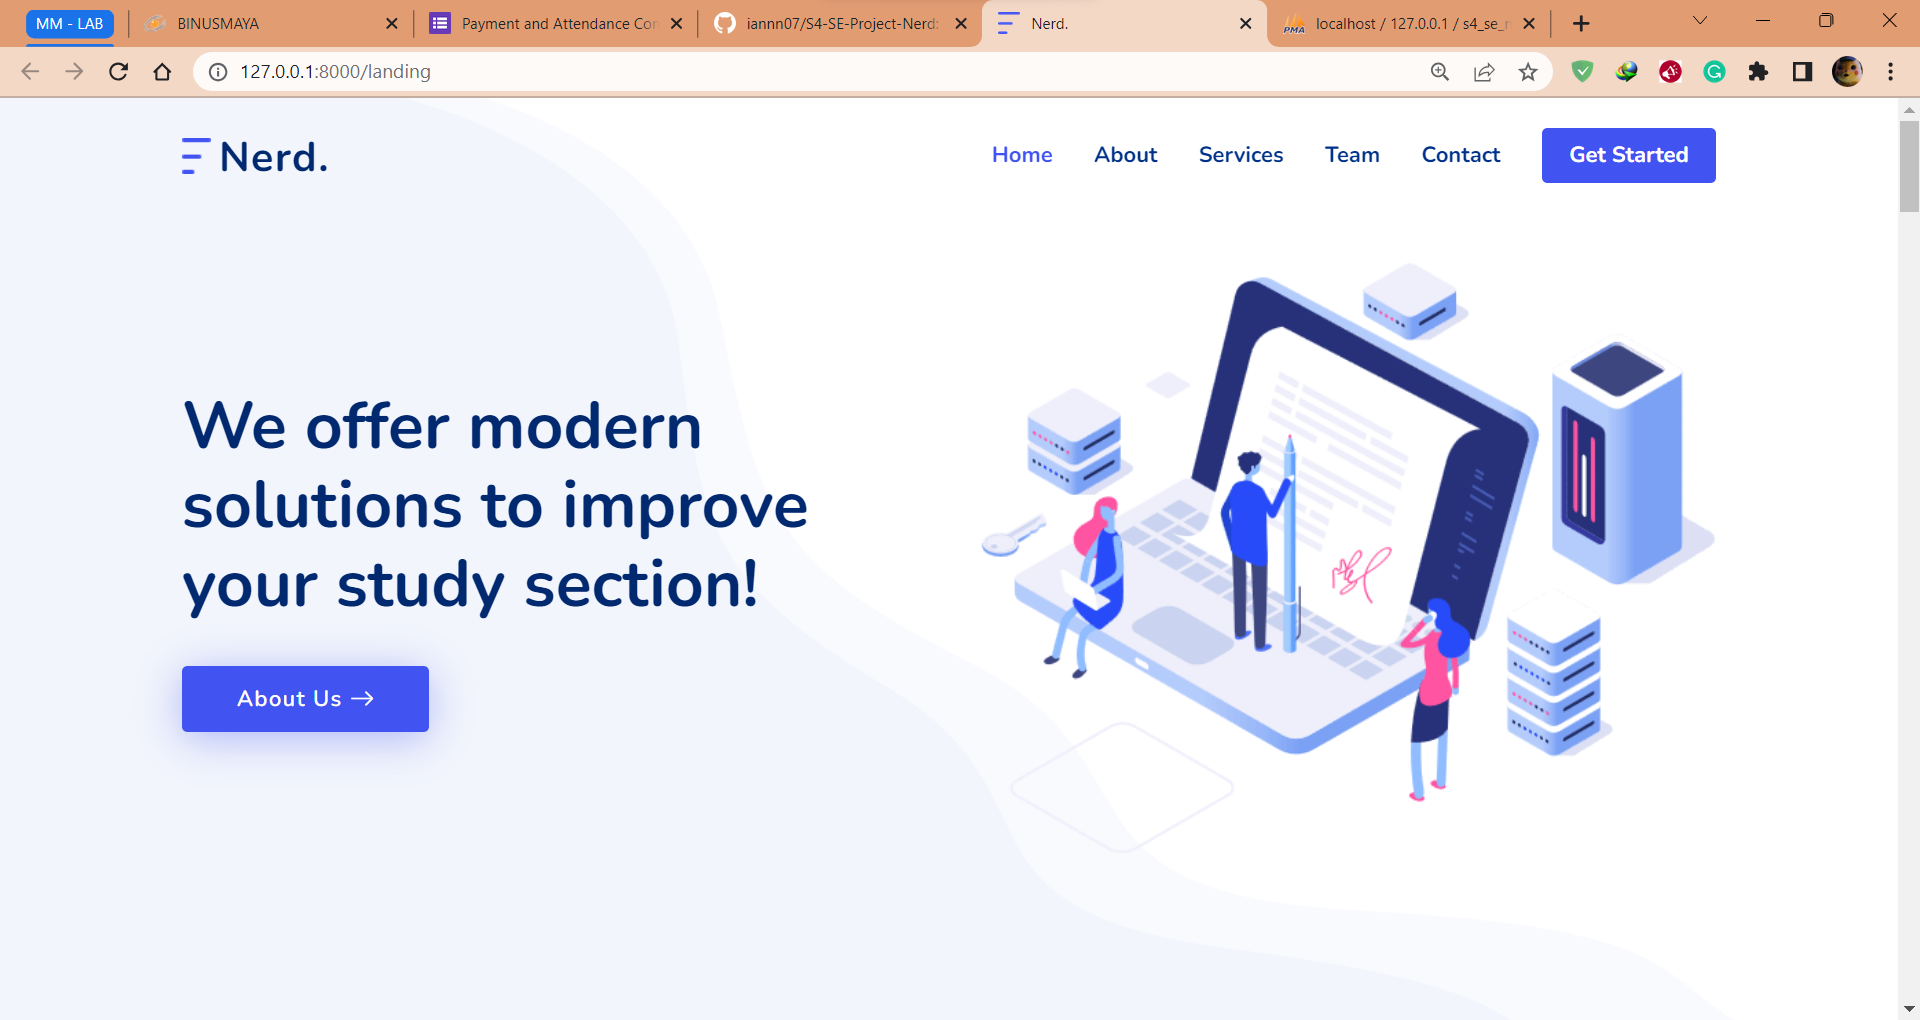 MM - LAB
BINUSMAYA
Payment and Attendance Co
iannn07/S4-SE-Project-Nerd
Nerd.
localhost / 127.0.0.1 / s4_se_
127.0.0.1:8000/landing
Nerd.
Home
About
Services
Team
Contact
Get Started
We offer modern
solutions to improve
your study section!
About Us →